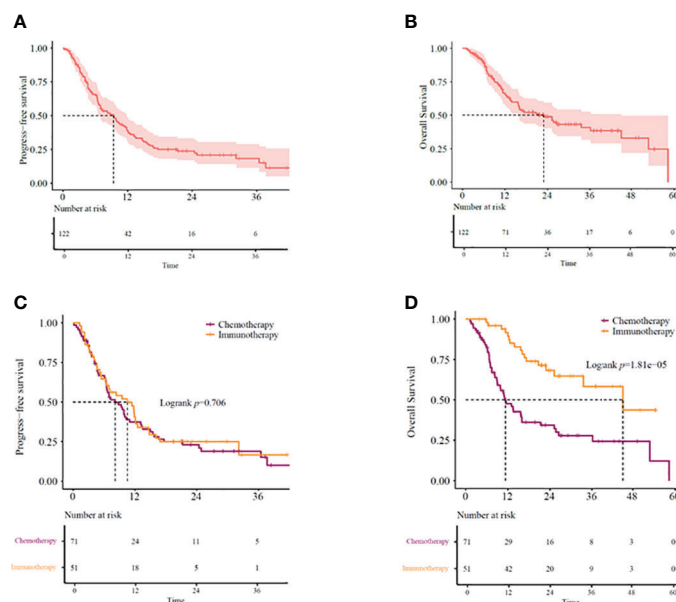 A
1.00
0.75
0.50
0.25
0.00
Progress-free survival
0 12 24 36
Number at risk
122 42 16 6
0 12 24 36
Time
B
1.00
0.75
0.50
0.25
0.00
Overall Survival
0 12 24 36 48 60
Number at risk
122 71 36 17 6 0
0 12 24 36 48 60
Time
C
Chemotherapy
Immunotherapy
1.00
0.75
0.50
0.25
0.00
Progress-free survival
Logrank p=0.706
0 12 24 36
Number at risk
Chemotherapy 71 24 11 5
Immunotherapy 51 18 5 1
0 12 24 36
Time
D
Chemotherapy
Immunotherapy
1.00
0.75
0.50
0.25
0.00
Overall Survival
Logrank p=1.81e-05
0 12 24 36 48 60
Number at risk
Chemotherapy 71 29 16 8 3 0
Immunotherapy 51 42 20 9 3 0
0 12 24 36 48 60
Time